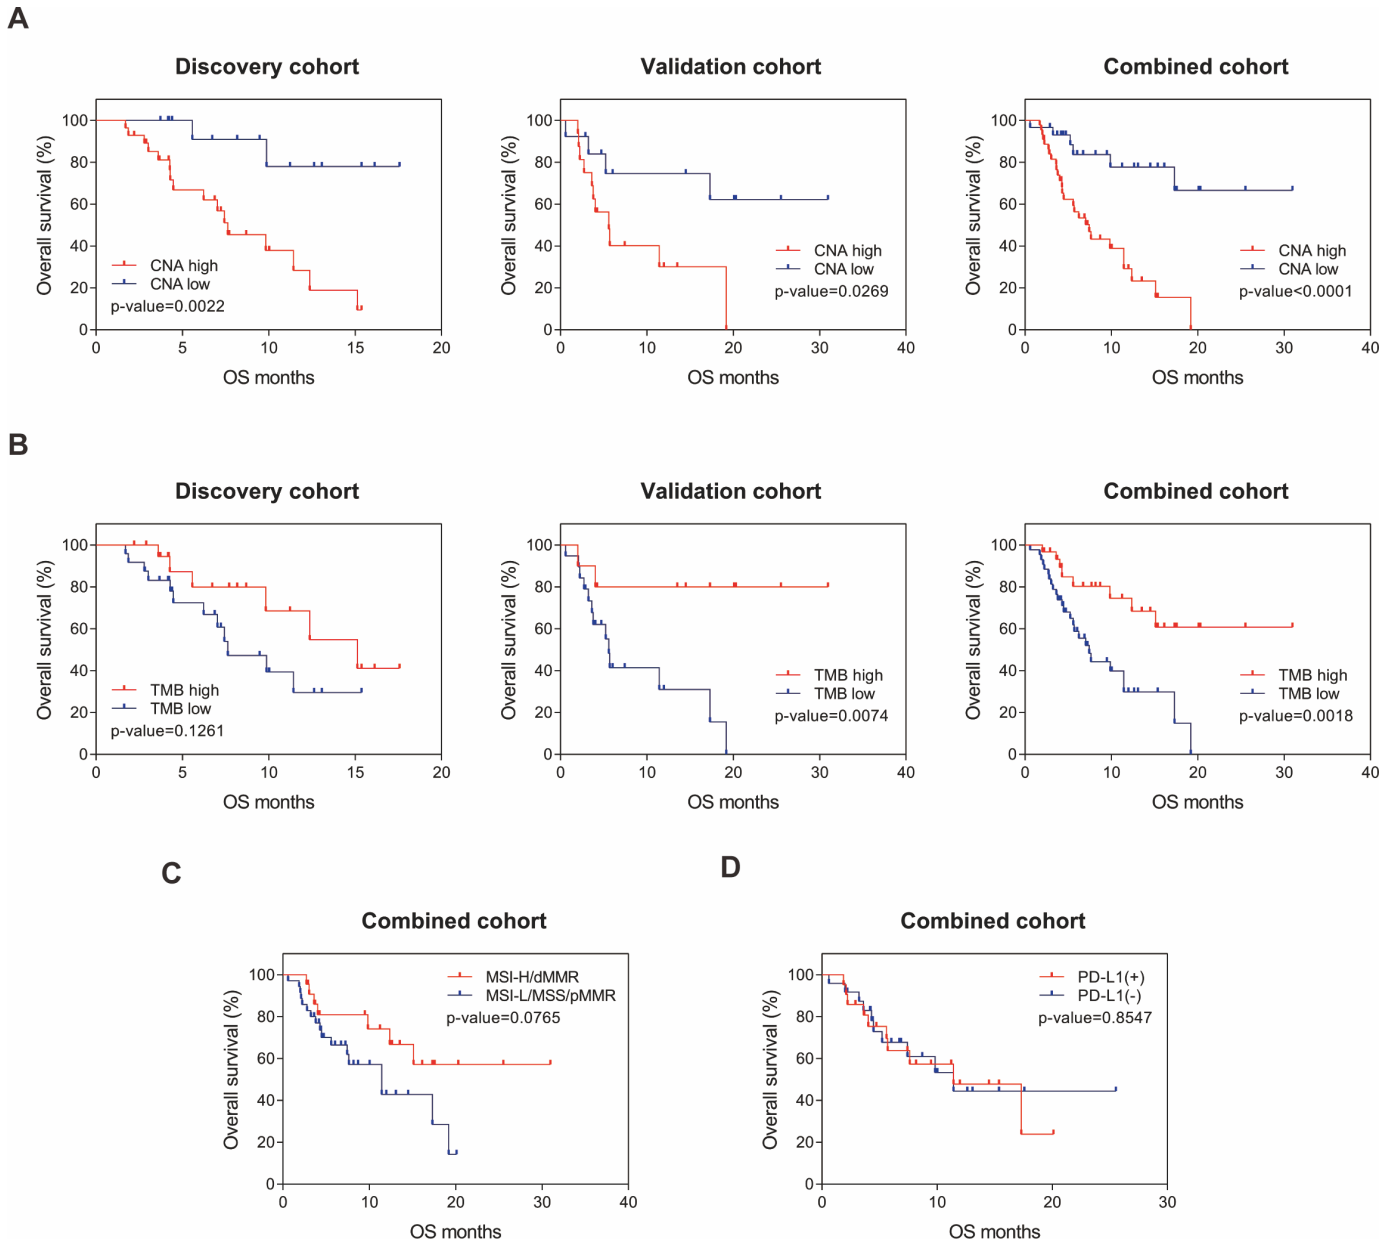 A
Discovery cohort
Overall survival (%)
100
80
60
40
20
0
CNA high
CNA low
p-value=0.0022
0 5 10 15 20
OS months
Validation cohort
Overall survival (%)
100
80
60
40
20
0
CNA high
CNA low
p-value=0.0269
0 10 20 30 40
OS months
Combined cohort
Overall survival (%)
100
80
60
40
20
0
CNA high
CNA low
p-value<0.0001
0 10 20 30 40
OS months
B
Discovery cohort
Overall survival (%)
100
80
60
40
20
0
TMB high
TMB low
p-value=0.1261
0 5 10 15 20
OS months
Validation cohort
Overall survival (%)
100
80
60
40
20
0
TMB high
TMB low
p-value=0.0074
0 10 20 30 40
OS months
Combined cohort
Overall survival (%)
100
80
60
40
20
0
TMB high
TMB low
p-value=0.0018
0 10 20 30 40
OS months
C
Combined cohort
Overall survival (%)
100
80
60
40
20
0
MSI-H/dMMR
MSI-L/MSS/pMMR
p-value=0.0765
0 10 20 30 40
OS months
D
Combined cohort
Overall survival (%)
100
80
60
40
20
0
PD-L1(+)
PD-L1(-)
p-value=0.8547
0 10 20 30
OS months